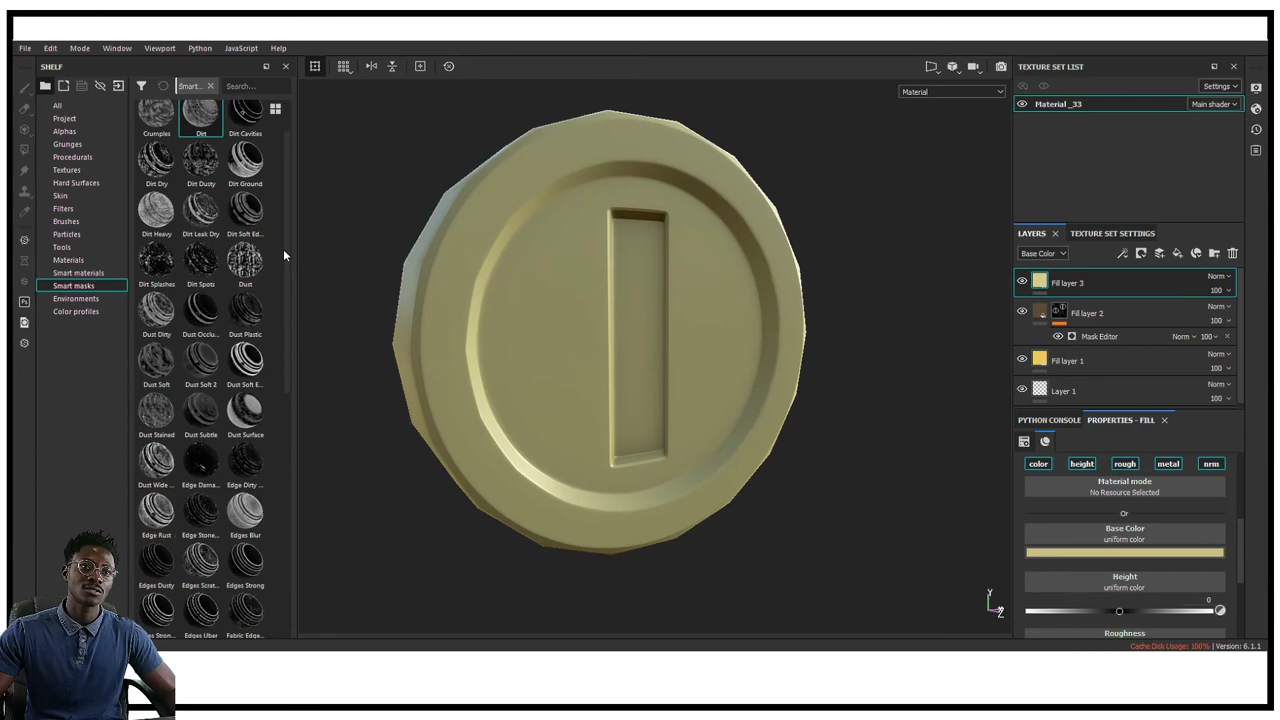 File Edit Mode Window Viewport Python JavaScript Help
SHELF
Smart...
Search...
All
Project
Alphas
Grunges
Procedurals
Textures
Hard Surfaces
Skin
Filters
Brushes
Particles
Tools
Materials
Smart materials
Smart masks
Environments
Color profiles
Crumples Dirt Dirt Cavities
Dirt Dry Dirt Dusty Dirt Ground
Dirt Heavy Dirt Leak Dry Dirt Soft Ed...
Dirt Splashes Dirt Spots Dust
Dust Dirty Dust Occlu... Dust Plastic
Dust Soft Dust Soft 2 Dust Soft E...
Dust Stained Dust Subtle Dust Surface
Dust Wide ... Edge Dama... Edge Dirty ...
Edge Rust Edge Stone... Edges Blur
Edges Dusty Edges Scrat... Edges Strong
Edges Stron... Edges Uber Fabric Edge...
Material
Y
Z
TEXTURE SET LIST
Settings
Material _33 Main shader
LAYERS TEXTURE SET SETTINGS
Base Color
Fill layer 3 Norm
100
Fill layer 2 Norm
100
Mask Editor Norm 100
Fill layer 1 Norm
100
Layer 1 Norm
100
PYTHON CONSOLE PROPERTIES - FILL
color height rough metal nrm
Material mode
No Resource Selected
Or
Base Color
uniform color
Height
uniform color
0
Roughness
Cache Disk Usage: 100% | Version: 6.1.1
Ps